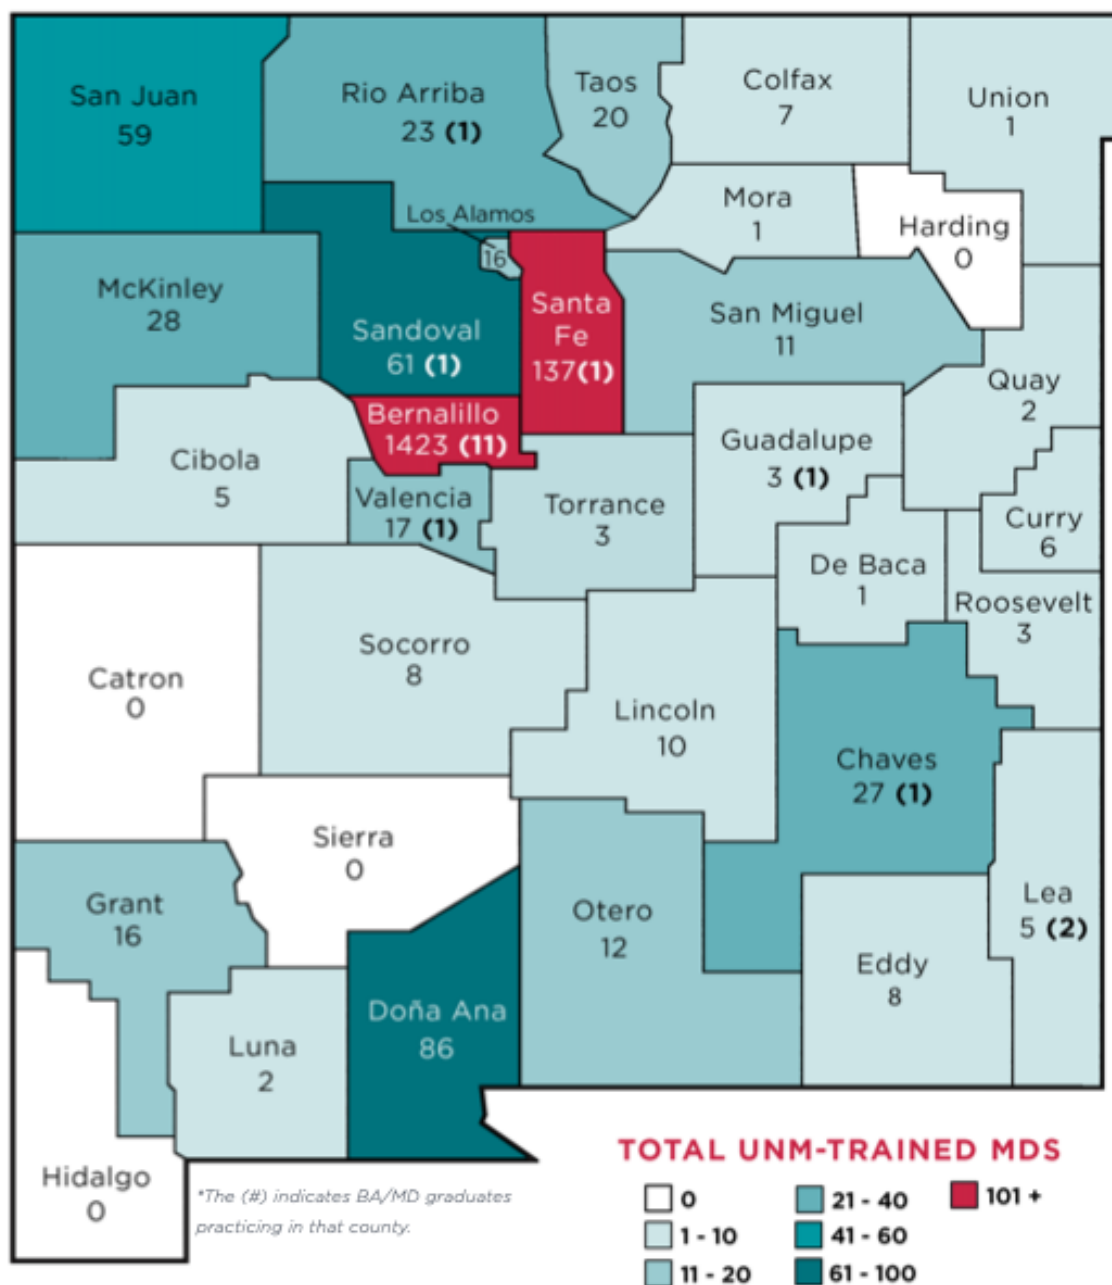 San Juan
59
Rio Arriba
23 (1)
Taos
20
Colfax
7
Union
1
Mora
1
Harding
0
Los Alamos
16
McKinley
28
Sandoval
61 (1)
Santa
Fe
137(1)
San Miguel
11
Quay
2
Bernalillo
1423 (11)
Cibola
5
Valencia
17 (1)
Torrance
3
Guadalupe
3 (1)
Curry
6
De Baca
1
Roosevelt
3
Catron
0
Socorro
8
Lincoln
10
Chaves
27 (1)
Sierra
0
Grant
16
Otero
12
Lea
5 (2)
Eddy
8
Doña Ana
86
Luna
2
Hidalgo
0
*The (#) indicates BA/MD graduates
practicing in that county.
TOTAL UNM-TRAINED MDS
0
1 - 10
11 - 20
21 - 40
41 - 60
61 - 100
101 +